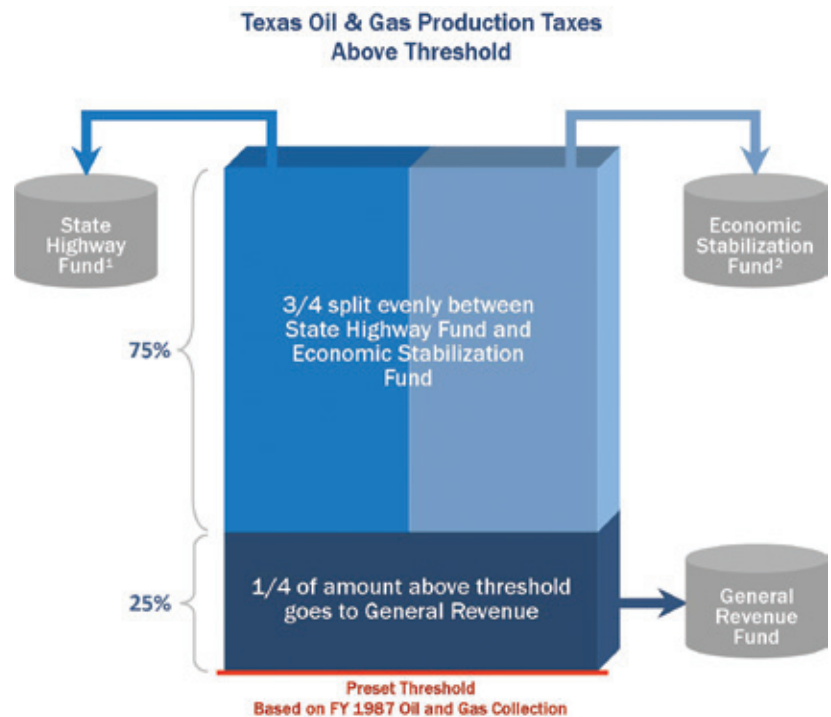 Texas Oil & Gas Production Taxes
Above Threshold
State
Highway
Fund¹
Economic
Stabilization
Fund²
3/4 split evenly between
State Highway Fund and
Economic Stabilization
Fund
75%
1/4 of amount above threshold
goes to General Revenue
25%
General
Revenue
Fund
Preset Threshold
Based on FY 1987 Oil and Gas Collection